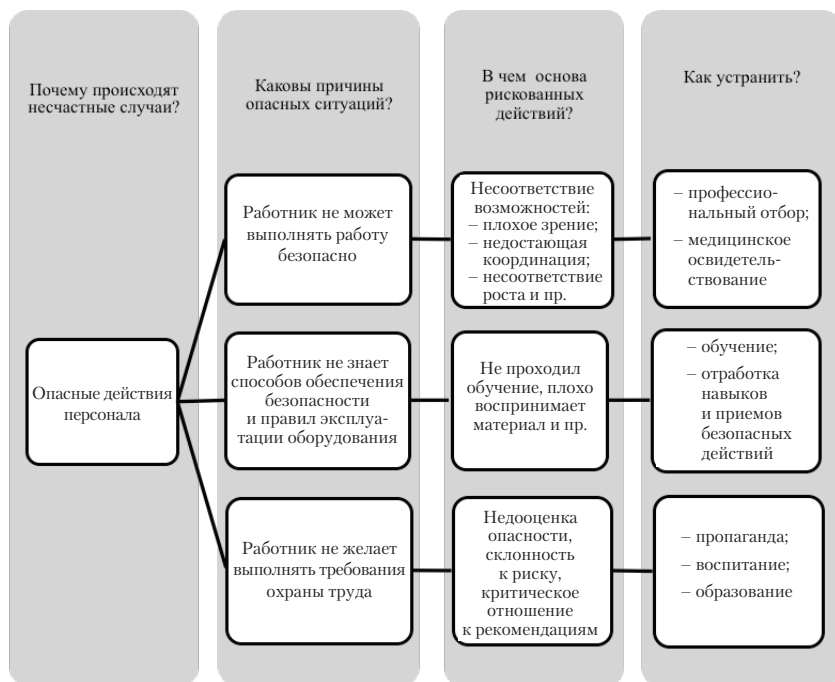 Почему происходят
несчастные случаи?
Каковы причины
опасных ситуаций?
В чем основа
рискованных
действий?
Как устранить?
Опасные действия
персонала
Работник не может
выполнять работу
безопасно
Несоответствие
возможностей:
– плохое зрение;
– недостающая
координация;
– несоответствие
роста и пр.
– профессио-
нальный отбор;
– медицинское
освидетель-
ствование
Работник не знает
способов обеспечения
безопасности
и правил эксплуа-
тации оборудования
Не проходил
обучение, плохо
воспринимает
материал и пр.
– обучение;
– отработка
навыков
и приемов
безопасных
действий
Работник не желает
выполнять требования
охраны труда
Недооценка
опасности,
склонность
к риску,
критическое
отношение
к рекомендациям
– пропаганда;
– воспитание;
– образование